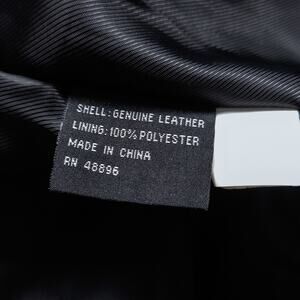 SHELL: GENUINE LEATHER
LINING: 100% POLYESTER
MADE IN CHINA
RN 48896